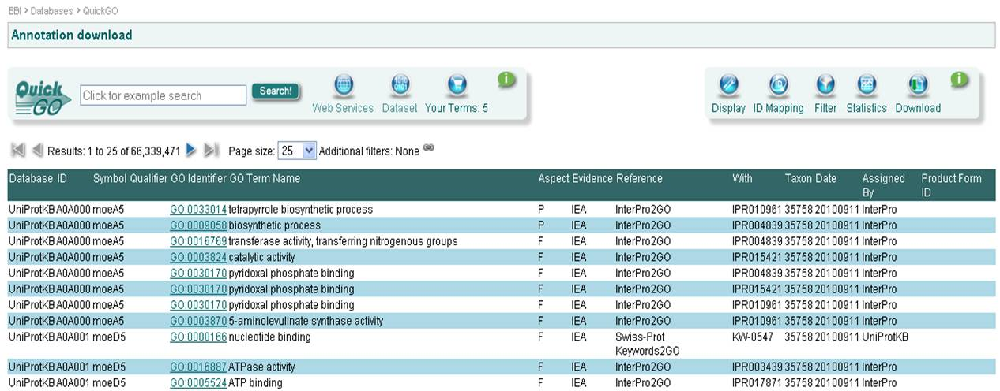 EBI > Databases > QuickGO
Annotation download
Quick GO
Click for example search
Search!
Web Services Dataset Your Terms: 5
Display ID Mapping Filter Statistics Download
Results: 1 to 25 of 66,339,471 Page size: 25 Additional filters: None
Database ID Symbol Qualifier GO Identifier GO Term Name Aspect Evidence Reference With Taxon Date Assigned By Product Form ID
UniProtKB A0A000 moeA5 GO:0033014 tetrapyrrole biosynthetic process P IEA InterPro2GO IPR010961 35758 20100911 InterPro
UniProtKB A0A000 moeA5 GO:0009058 biosynthetic process P IEA InterPro2GO IPR004839 35758 20100911 InterPro
UniProtKB A0A000 moeA5 GO:0016769 transferase activity, transferring nitrogenous groups F IEA InterPro2GO IPR004839 35758 20100911 InterPro
UniProtKB A0A000 moeA5 GO:0003824 catalytic activity F IEA InterPro2GO IPR015421 35758 20100911 InterPro
UniProtKB A0A000 moeA5 GO:0030170 pyridoxal phosphate binding F IEA InterPro2GO IPR004839 35758 20100911 InterPro
UniProtKB A0A000 moeA5 GO:0030170 pyridoxal phosphate binding F IEA InterPro2GO IPR015421 35758 20100911 InterPro
UniProtKB A0A000 moeA5 GO:0030170 pyridoxal phosphate binding F IEA InterPro2GO IPR010961 35758 20100911 InterPro
UniProtKB A0A000 moeA5 GO:0003870 5-aminolevulinate synthase activity F IEA InterPro2GO IPR010961 35758 20100911 InterPro
UniProtKB A0A001 moeD5 GO:0000166 nucleotide binding F IEA Swiss-Prot Keywords2GO KW-0547 35758 20100911 UniProtKB
UniProtKB A0A001 moeD5 GO:0016887 ATPase activity F IEA InterPro2GO IPR003439 35758 20100911 InterPro
UniProtKB A0A001 moeD5 GO:0005524 ATP binding F IEA InterPro2GO IPR017871 35758 20100911 InterPro